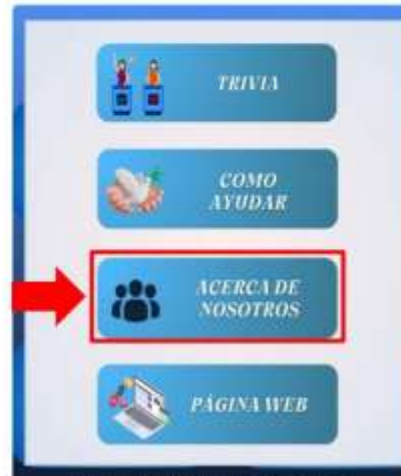 TRIVIA
COMO
AYUDAR
ACERCA DE
NOSOTROS
PÁGINA WEB